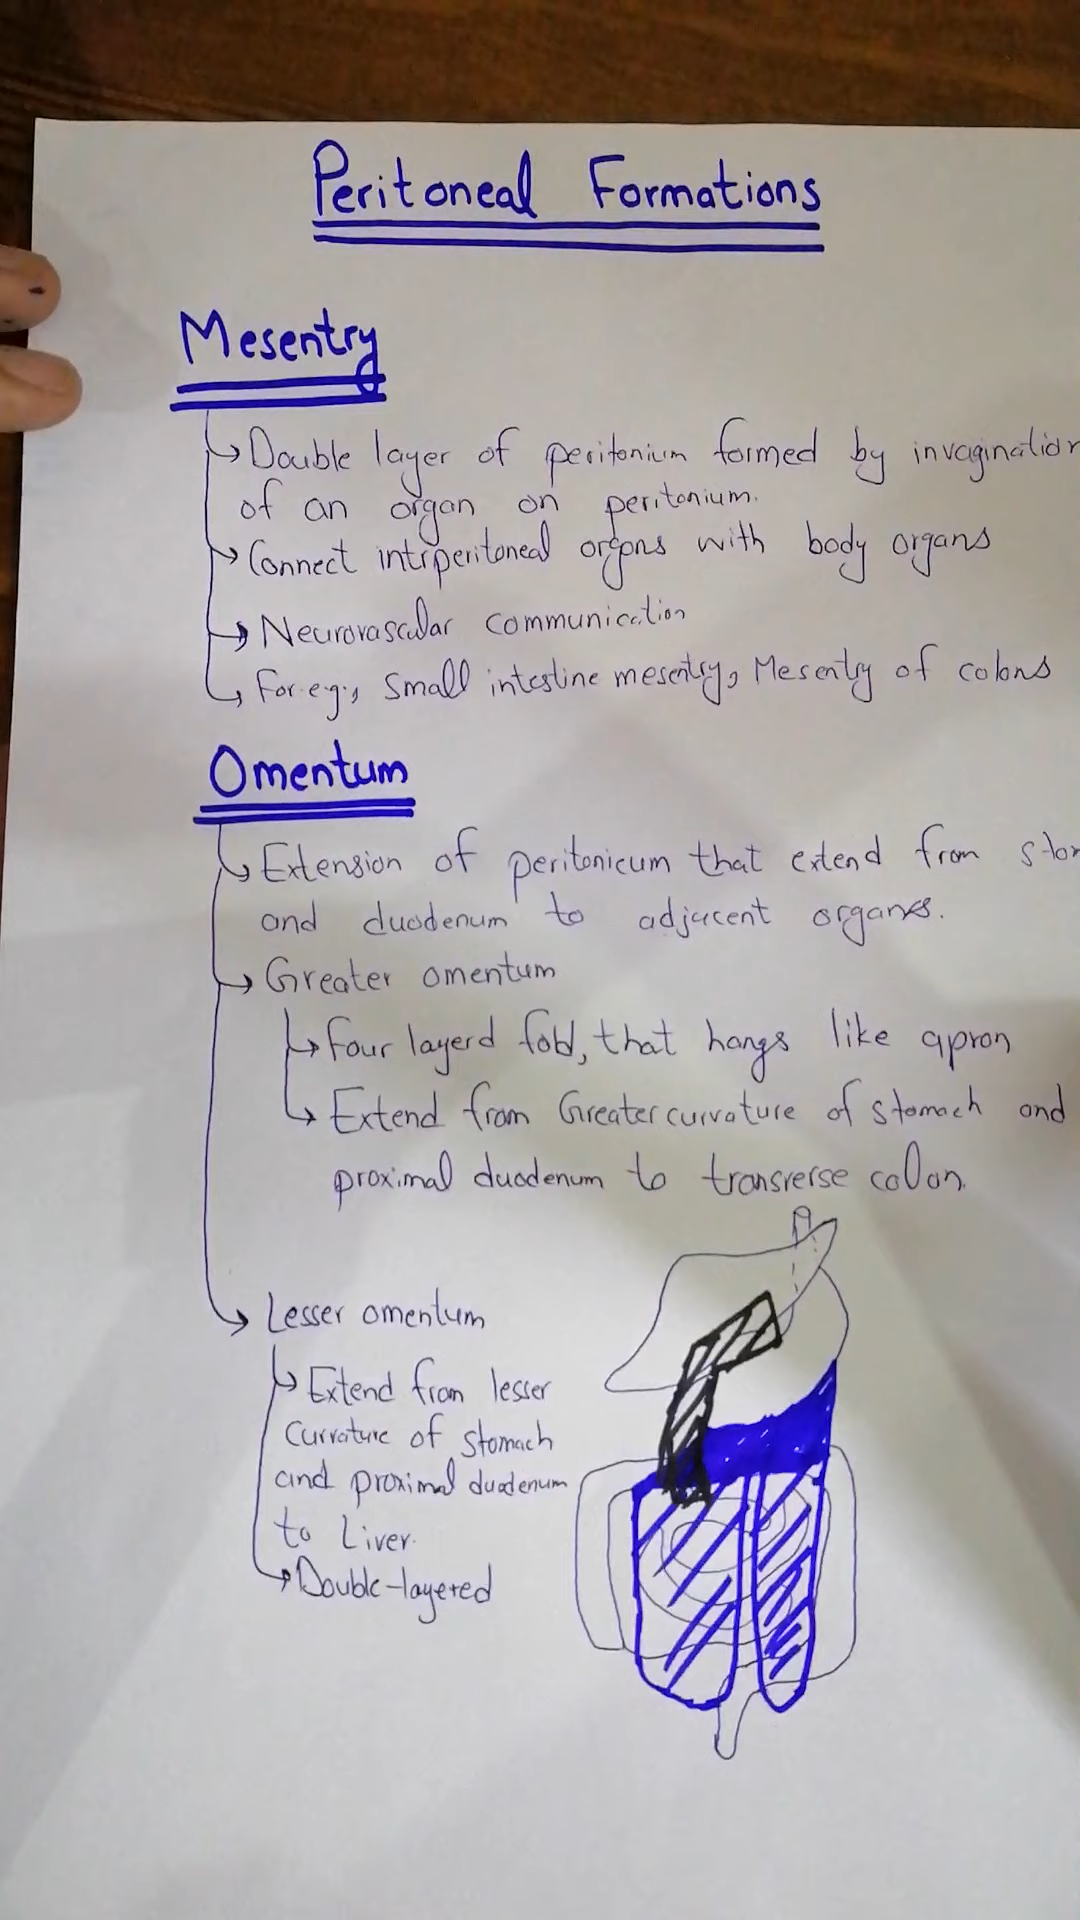 Peritoneal Formations
Mesentry
Double layer of peritonium formed by invagination
of an organ on peritonium.
Connect intrperitoneal organs with body organs
Neurovascular communication
For e.g., Small intestine mesentry, Mesentry of colons
Omentum
Extension of peritonicum that extend from
and duodenum to adjacent organs.
Greater omentum
Four layerd fold, that hangs like apron
Extend from Greater curvature of stomach and
proximal duodenum to transverse colon.
Lesser omentum
Extend from lesser
Curvature of stomach
and proximal duodenum
to Liver.
Double-layered